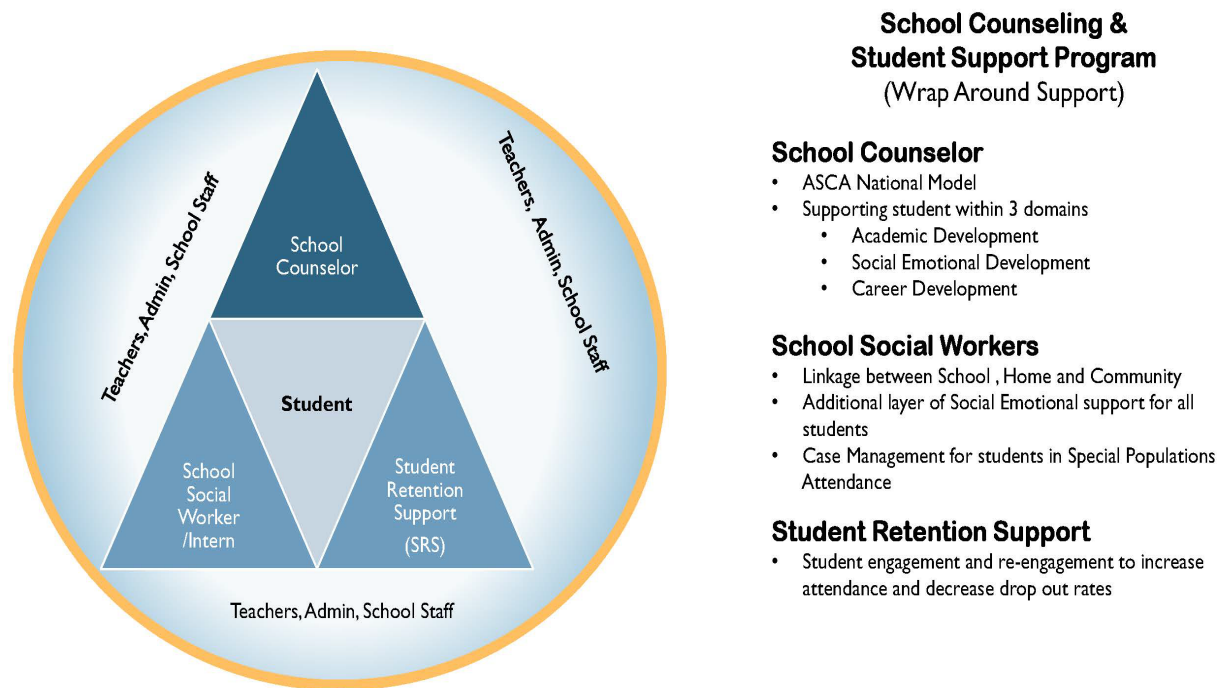 Teachers, Admin, School Staff
Teachers, Admin, School Staff
School
Counselor
Student
School
Social
Worker
/Intern
Student
Retention
Support
(SRS)
Teachers, Admin, School Staff
School Counseling &
Student Support Program
(Wrap Around Support)
School Counselor
• ASCA National Model
• Supporting student within 3 domains
• Academic Development
• Social Emotional Development
• Career Development
School Social Workers
• Linkage between School , Home and Community
• Additional layer of Social Emotional support for all
students
• Case Management for students in Special Populations
Attendance
Student Retention Support
• Student engagement and re-engagement to increase
attendance and decrease drop out rates